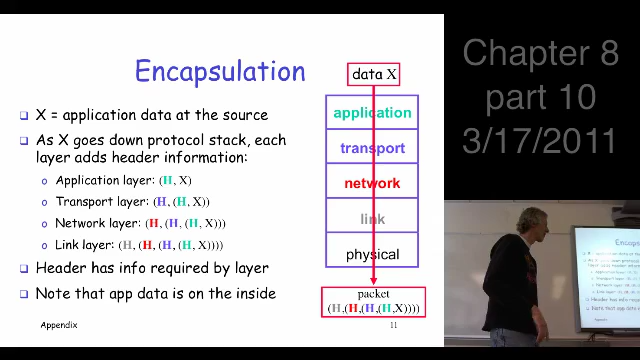 Encapsulation
X = application data at the source
As X goes down protocol stack, each
layer adds header information:
Application layer: (H, X)
Transport layer: (H, (H, X))
Network layer: (H, (H, (H, X)))
Link layer: (H, (H, (H, (H, X))))
Header has info required by layer
Note that app data is on the inside
Appendix
11
data X
application
transport
network
link
physical
packet
(H,(H,(H,(H,X))))
Chapter 8
part 10
3/17/2011